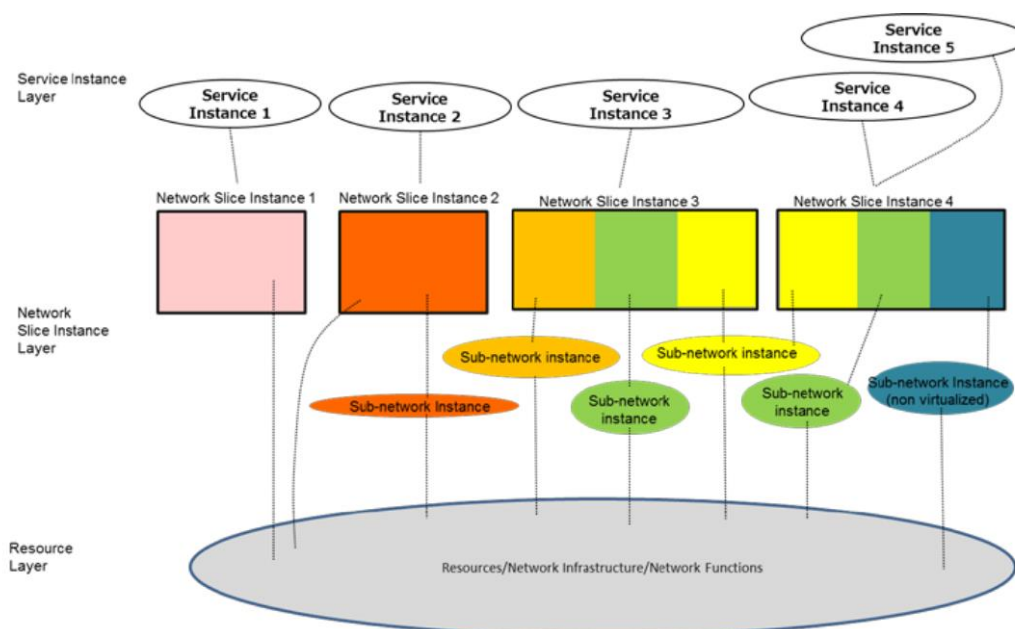 Service
Instance 5
Service Instance
Layer
Service
Instance 1
Service
Instance 2
Service
Instance 3
Service
Instance 4
Network Slice Instance 1
Network Slice Instance 2
Network Slice Instance 3
Network Slice Instance 4
Network
Slice Instance
Layer
Sub-network instance
Sub-network instance
Sub-network Instance
Sub-network
instance
Sub-network
instance
Sub-network Instance
(non virtualized)
Resource
Layer
Resources/Network Infrastructure/Network Functions